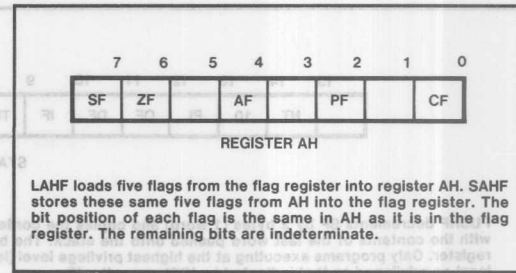 7 6 5 4 3 2 1 0
SF ZF AF PF CF
REGISTER AH
LAHF loads five flags from the flag register into register AH. SAHF
stores these same five flags from AH into the flag register. The
bit position of each flag is the same in AH as it is in the flag
register. The remaining bits are indeterminate.